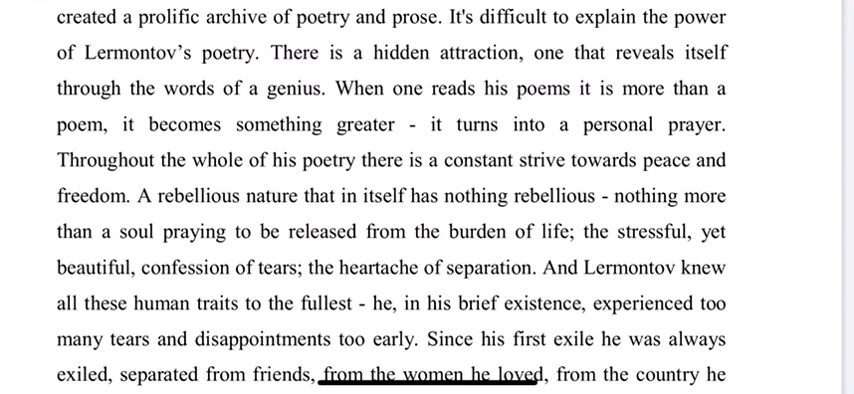 created a prolific archive of poetry and prose. It's difficult to explain the power
of Lermontov’s poetry. There is a hidden attraction, one that reveals itself
through the words of a genius. When one reads his poems it is more than a
poem, it becomes something greater - it turns into a personal prayer.
Throughout the whole of his poetry there is a constant strive towards peace and
freedom. A rebellious nature that in itself has nothing rebellious - nothing more
than a soul praying to be released from the burden of life; the stressful, yet
beautiful, confession of tears; the heartache of separation. And Lermontov knew
all these human traits to the fullest - he, in his brief existence, experienced too
many tears and disappointments too early. Since his first exile he was always
exiled, separated from friends, from the women he loved, from the country he